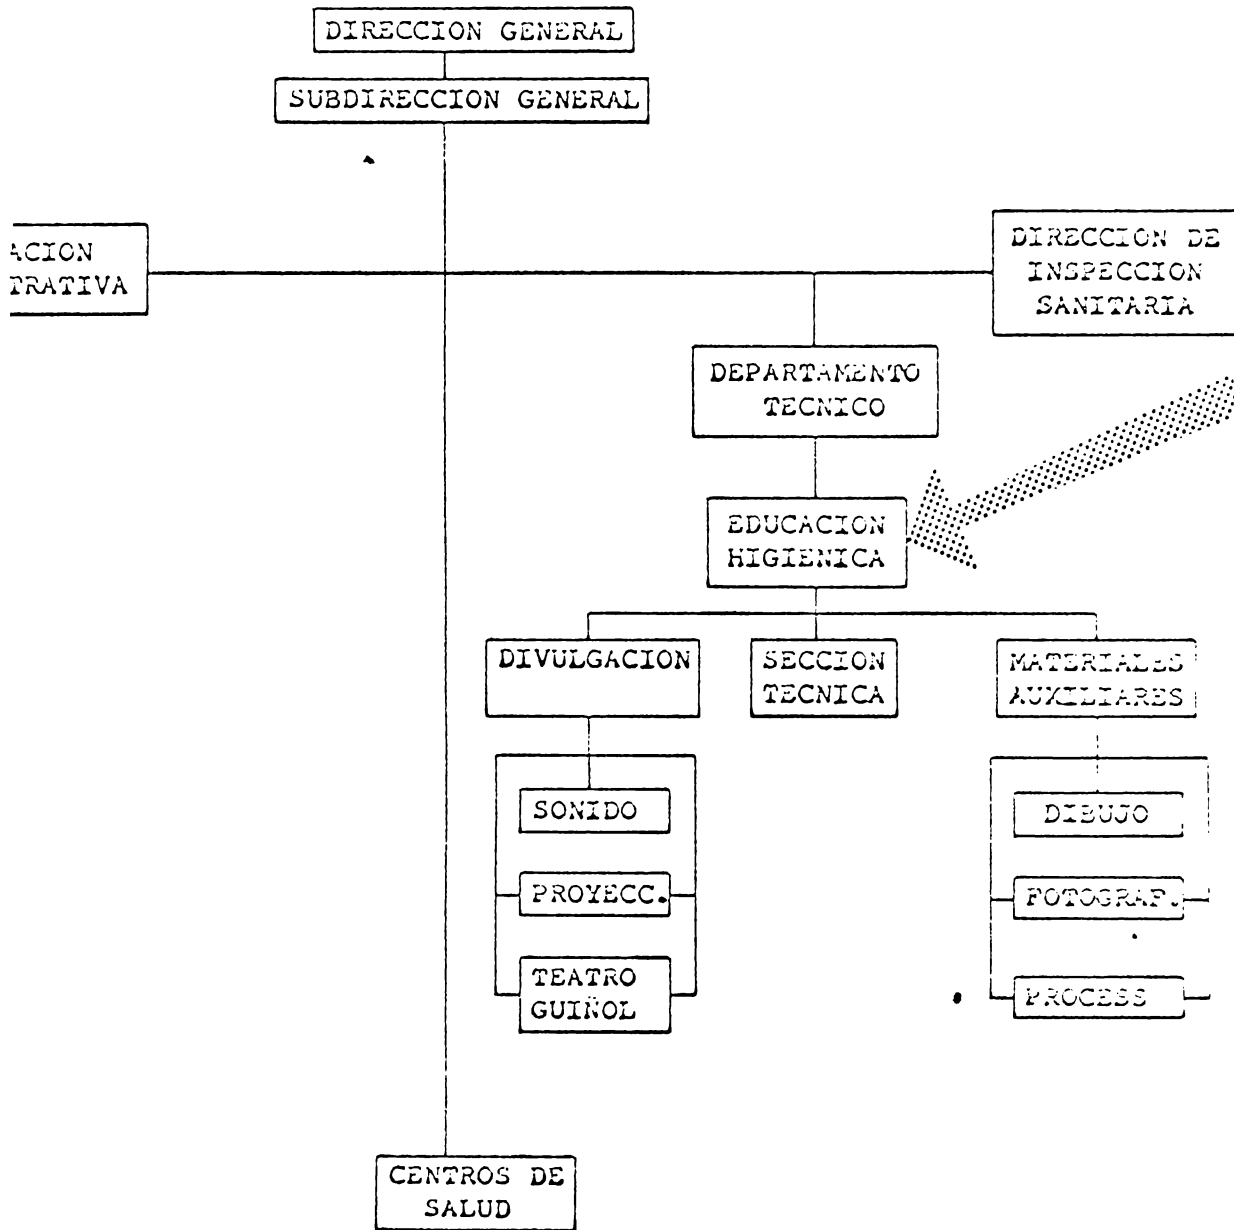 DIRECCION GENERAL
SUBDIRECCION GENERAL
ACION
TRATIVA
DIRECCION DE
INSPECCION
SANITARIA
DEPARTAMENTO
TECNICO
EDUCACION
HIGIENICA
DIVULGACION
SECCION
TECNICA
MATERIALES
AUXILIARES
SONIDO
PROYECC.
TEATRO
GUIÑOL
DIBUJO
FOTOGRAF.
PROCESS
CENTROS DE
SALUD